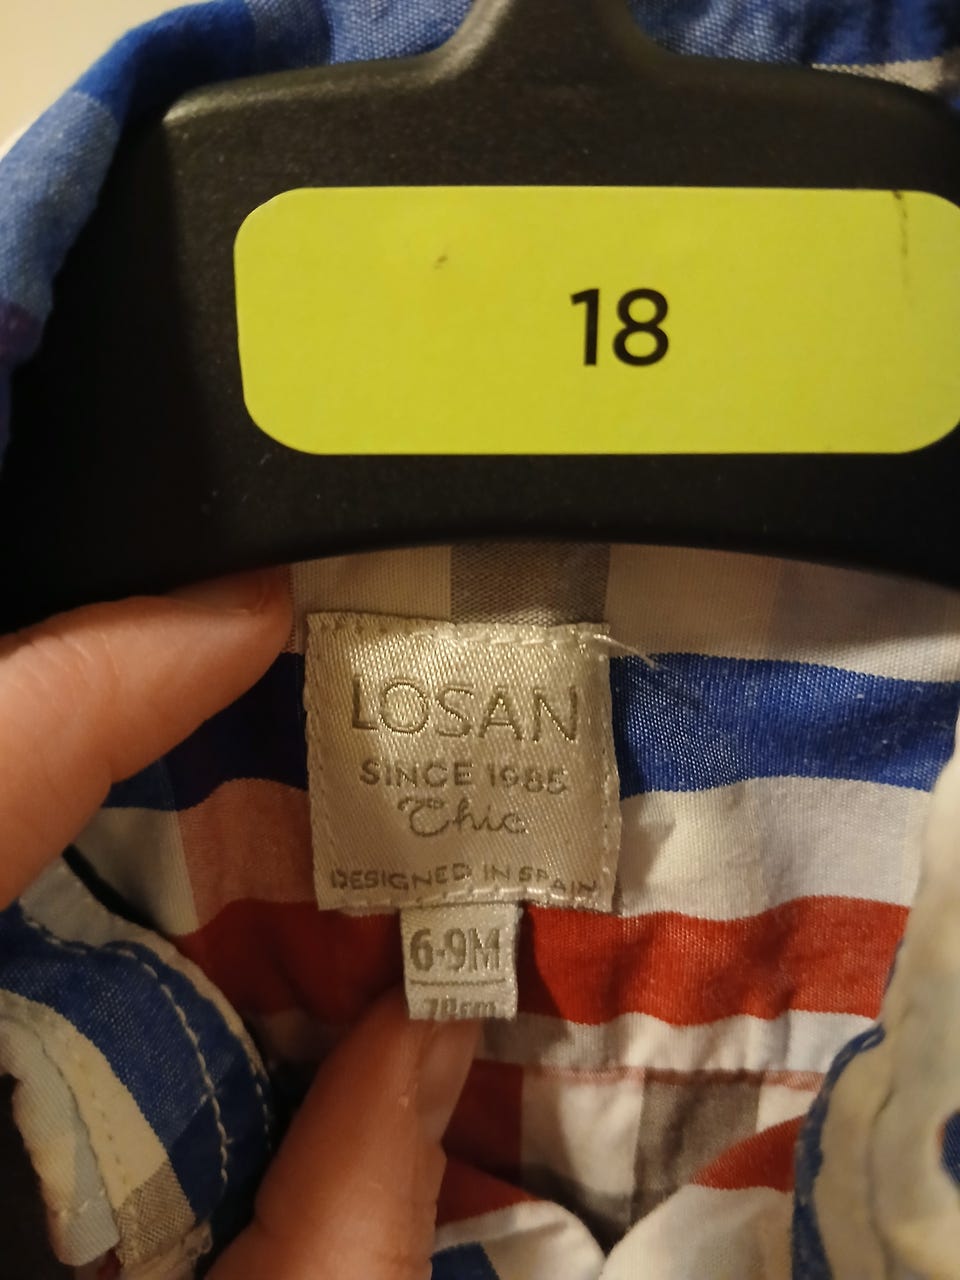 18
LOSAN
SINCE 1985
Chic
DESIGNED IN SPAIN
6-9M